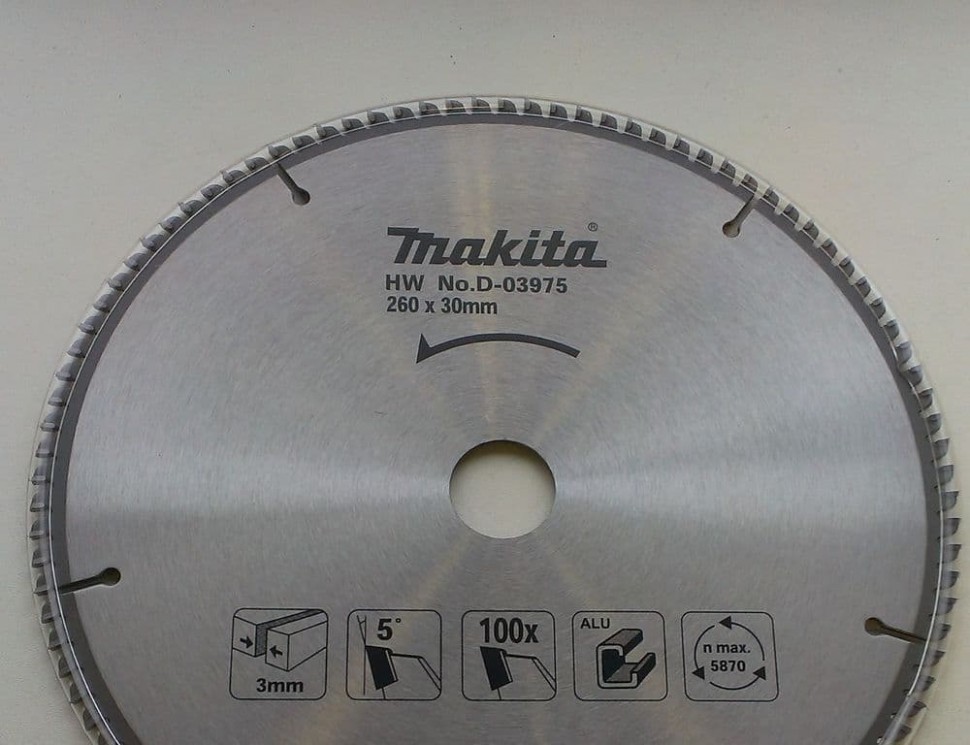 Makita®
HW No.D-03975
260 x 30mm
3mm
5°
100x
ALU
n max.
5870